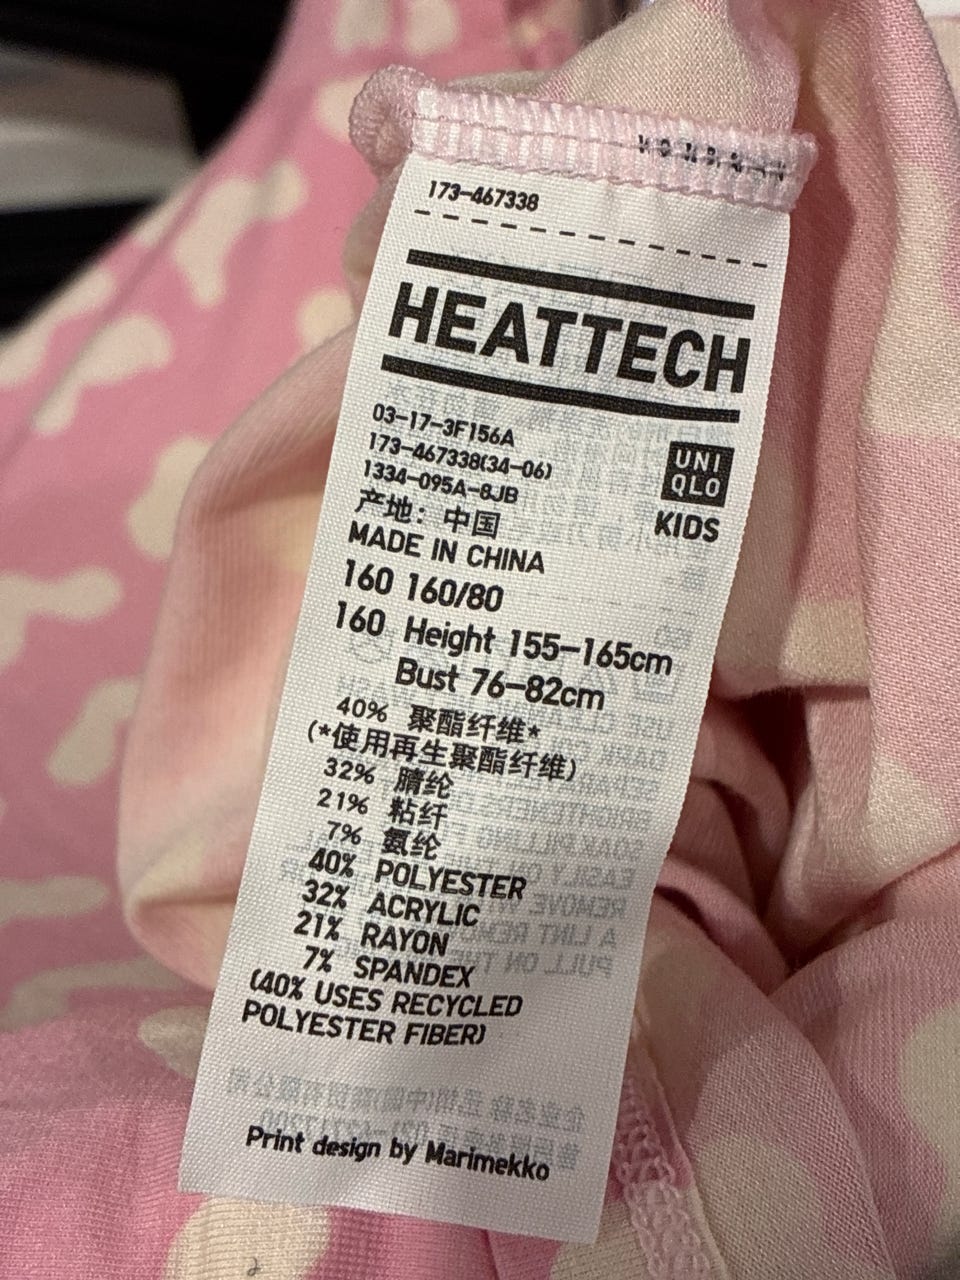 173-467338
HEATTECH
03-17-3F156A
173-467338(34-06)
1334-095A-8JB
UNI
QLO
KIDS
产地：中国
MADE IN CHINA
160 160/80
160 Height 155-165cm
Bust 76-82cm
40% 聚酯纤维*
(*使用再生聚酯纤维)
32% 腈纶
21% 粘纤
7% 氨纶
40% POLYESTER
32% ACRYLIC
21% RAYON
7% SPANDEX
(40% USES RECYCLED
POLYESTER FIBER)
Print design by Marimekko